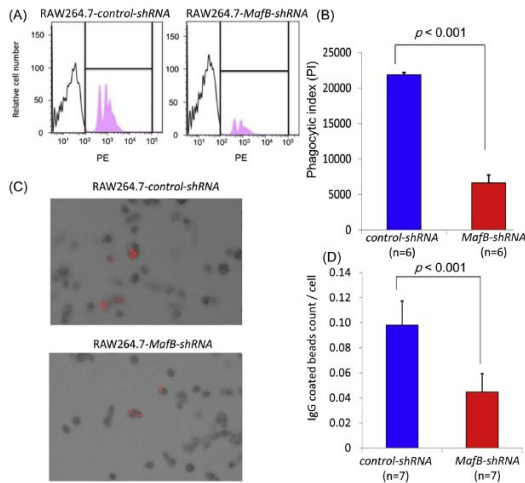 (A)
RAW264.7-control-shRNA
RAW264.7-MafB-shRNA
Relative cell number
150
100
50
0
10¹ 10² 10³ 10⁴ 10⁵
PE
150
100
50
0
10¹ 10² 10³ 10⁴ 10⁵
PE
(B)
p < 0.001
Phagocytic index (PI)
25000
20000
15000
10000
5000
0
control-shRNA
(n=6)
MafB-shRNA
(n=6)
(C)
RAW264.7-control-shRNA
RAW264.7-MafB-shRNA
(D)
p < 0.001
IgG coated beads count / cell
0.14
0.12
0.10
0.08
0.06
0.04
0.02
0
control-shRNA
(n=7)
MafB-shRNA
(n=7)